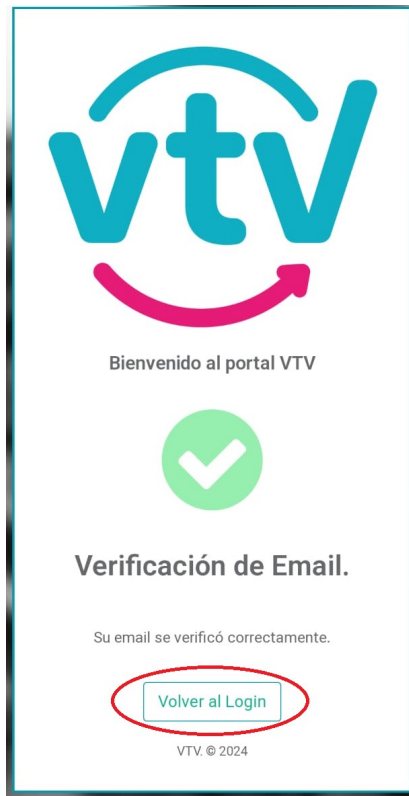 vtv
Bienvenido al portal VTV
Verificación de Email.
Su email se verificó correctamente.
Volver al Login
VTV. © 2024